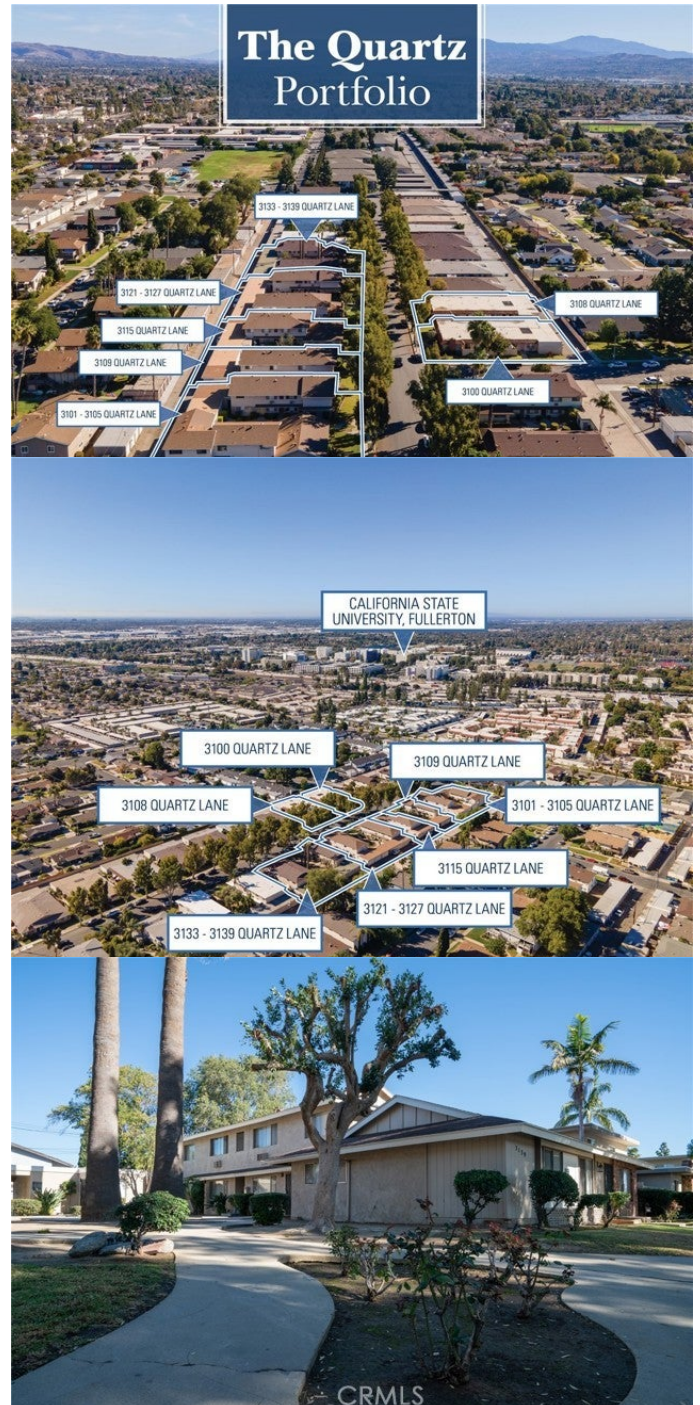 The Quartz
Portfolio
3133 - 3139 QUARTZ LANE
3121 - 3127 QUARTZ LANE
3108 QUARTZ LANE
3115 QUARTZ LANE
3109 QUARTZ LANE
3100 QUARTZ LANE
3101 - 3105 QUARTZ LANE
CALIFORNIA STATE
UNIVERSITY, FULLERTON
3100 QUARTZ LANE
3109 QUARTZ LANE
3108 QUARTZ LANE
3101 - 3105 QUARTZ LANE
3115 QUARTZ LANE
3121 - 3127 QUARTZ LANE
3133 - 3139 QUARTZ LANE
CRMLS